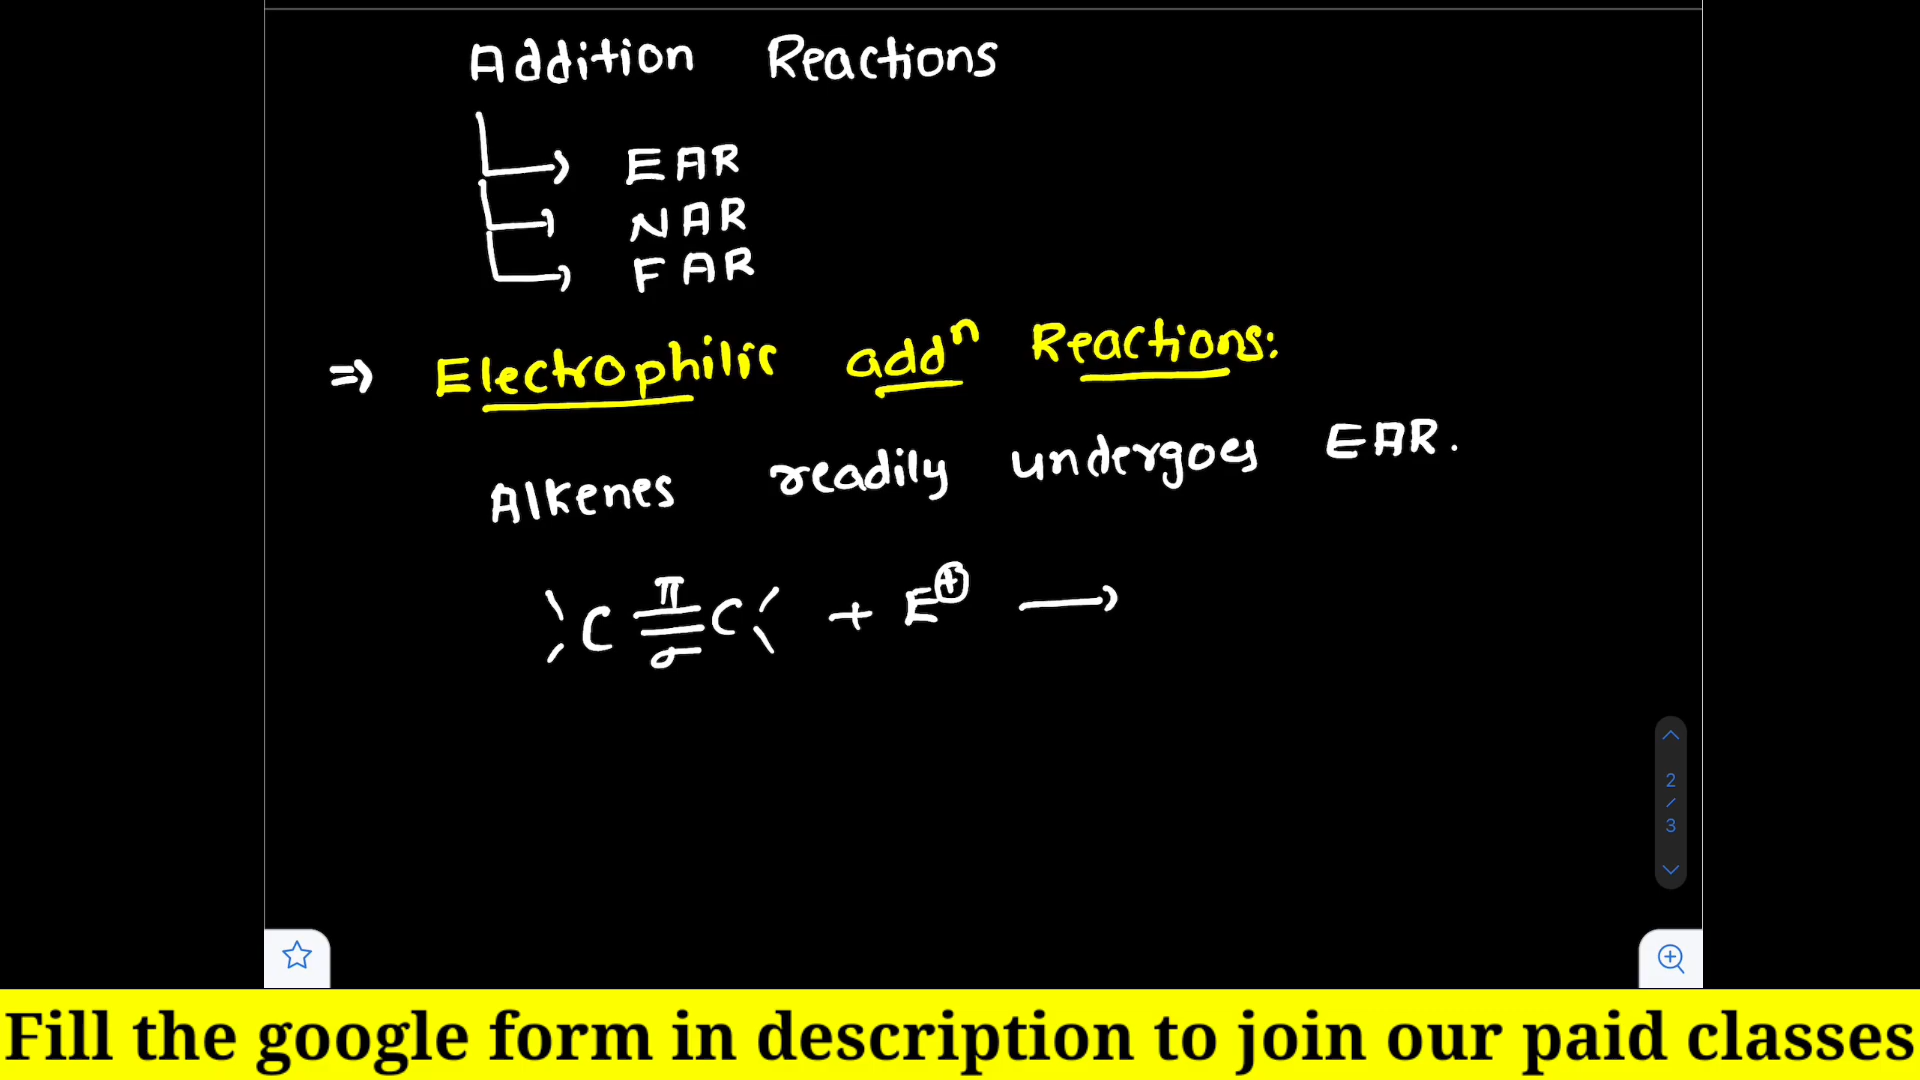 Addition Reactions
EAR
NAR
FAR
⇒ Electrophilic addⁿ Reactions:
Alkenes readily undergoes EAR.
π
C = C + E⊕ ⟶
σ
2
/
3
Fill the google form in description to join our paid classes